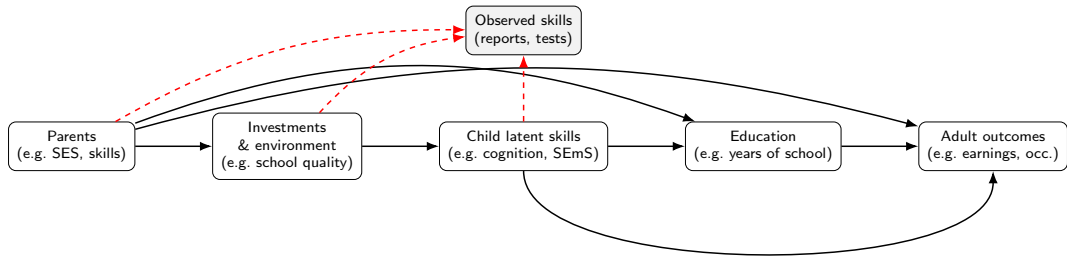 Observed skills
(reports, tests)
Parents
(e.g. SES, skills)
Investments
& environment
(e.g. school quality)
Child latent skills
(e.g. cognition, SEmS)
Education
(e.g. years of school)
Adult outcomes
(e.g. earnings, occ.)